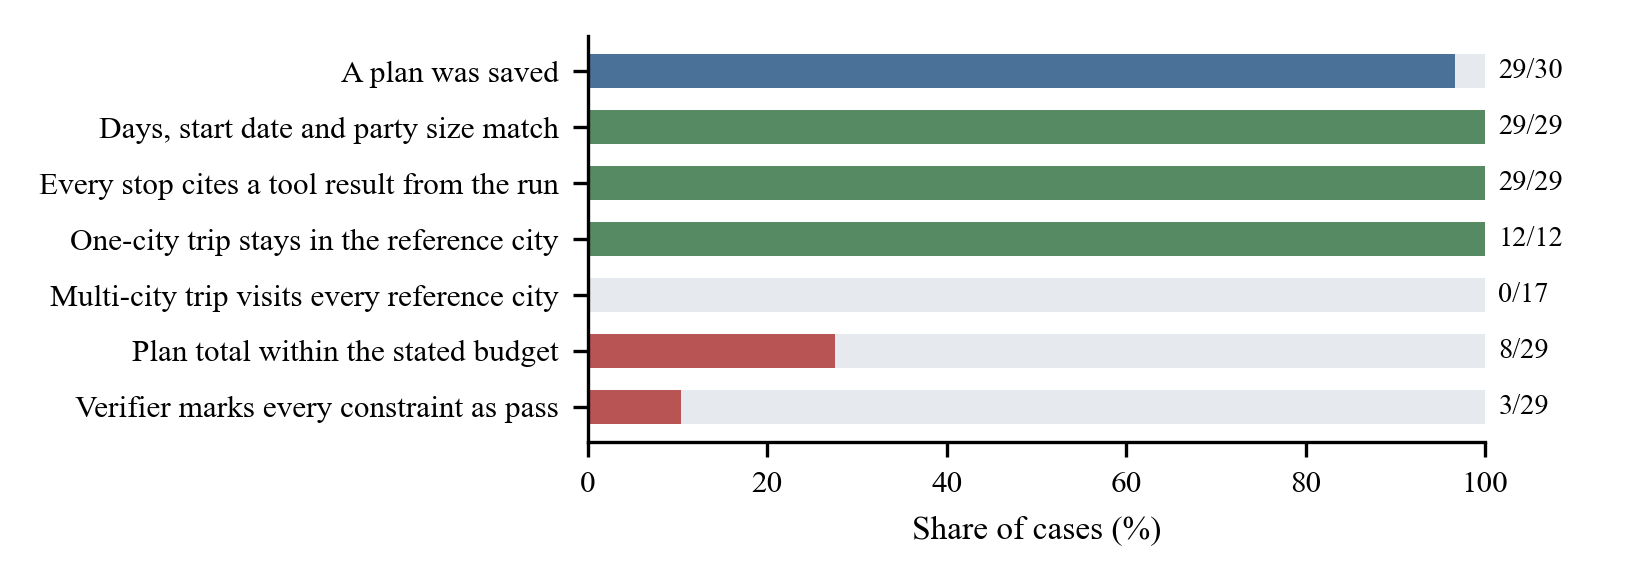 A plan was saved 29/30
Days, start date and party size match 29/29
Every stop cites a tool result from the run 29/29
One-city trip stays in the reference city 12/12
Multi-city trip visits every reference city 0/17
Plan total within the stated budget 8/29
Verifier marks every constraint as pass 3/29
0 20 40 60 80 100
Share of cases (%)